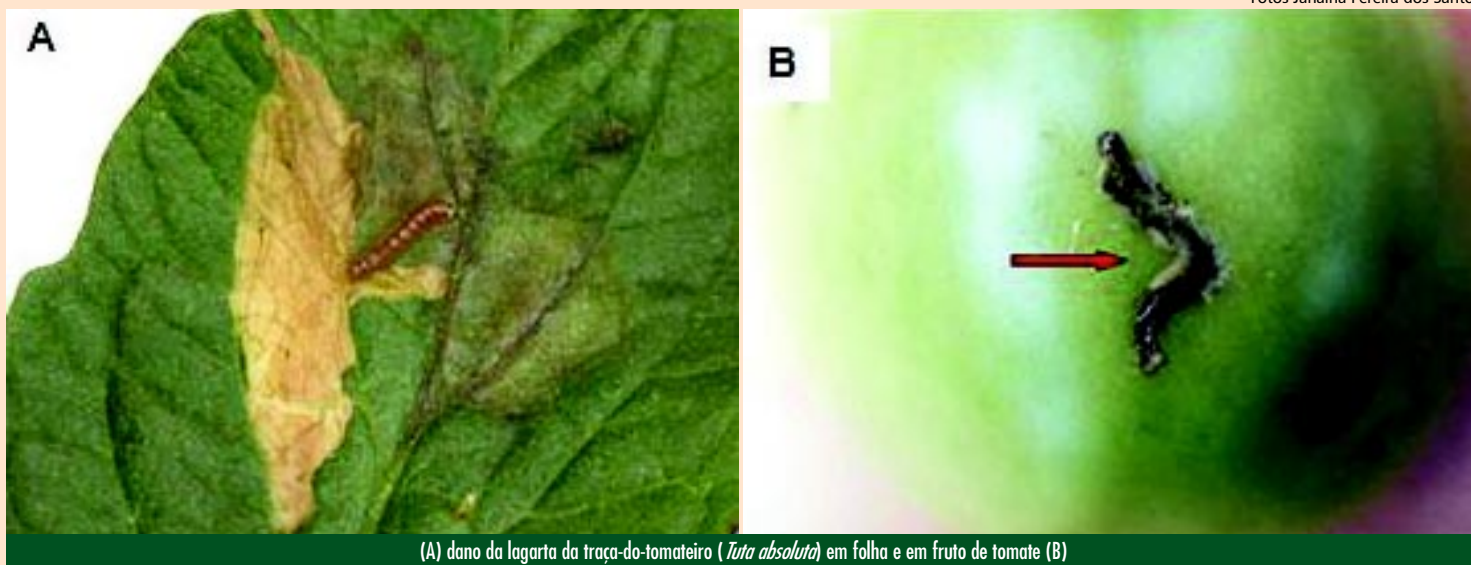 Fotos Janaína Pereira dos Santos
A
B
(A) dano da lagarta da traça-do-tomateiro (Tuta absoluta) em folha e em fruto de tomate (B)